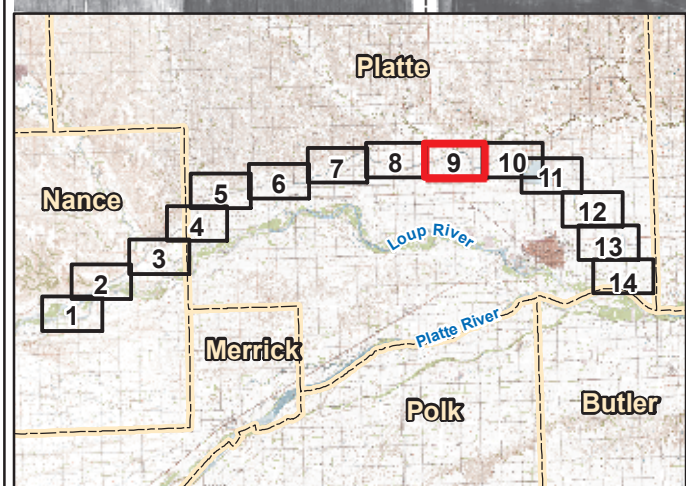 Platte
7
8
9
10
11
6
5
Nance
12
4
Loup River
13
3
2
14
1
Platte River
Merrick
Polk
Butler